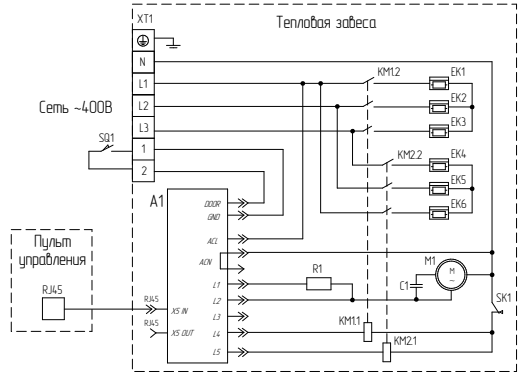 XT1
Тепловая завеса
N
L1
L2
L3
1
2
Сеть ~400В
SQ1
KM1.2
EK1
EK2
EK3
KM2.2
EK4
EK5
EK6
A1
DOOR
GND
ACL
ACN
L1
L2
L3
L4
L5
X5 IN
X5 OUT
RJ45
RJ45
Пульт
управления
RJ45
R1
C1
M1
M
~
SK1
KM1.1
KM2.1